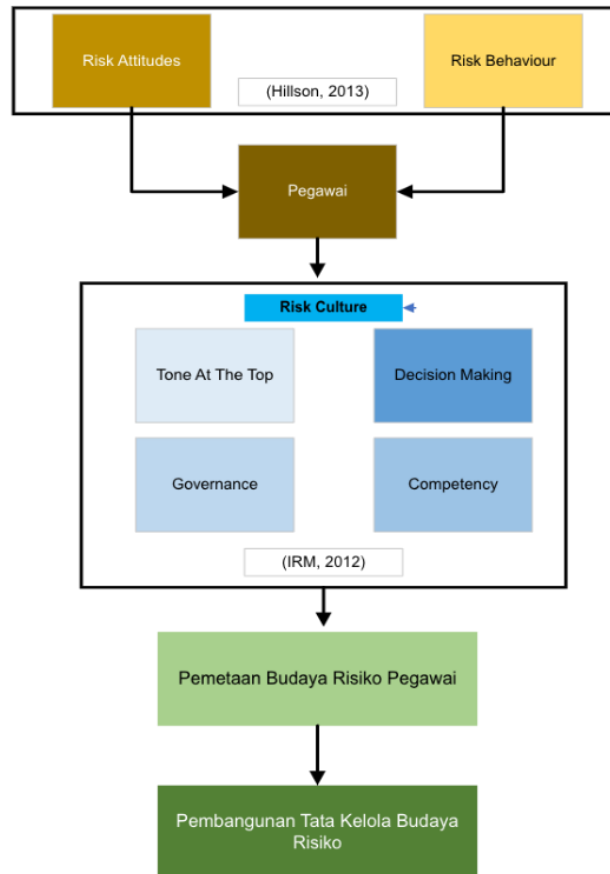 Risk Attitudes
Risk Behaviour
(Hillson, 2013)
Pegawai
Risk Culture
Tone At The Top
Decision Making
Governance
Competency
(IRM, 2012)
Pemetaan Budaya Risiko Pegawai
Pembangunan Tata Kelola Budaya
Risiko